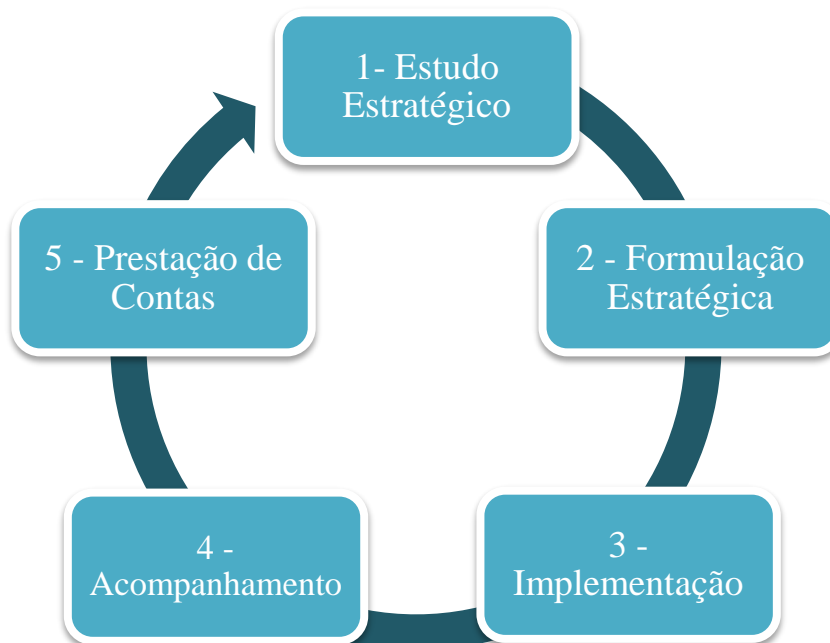 1- Estudo
Estratégico
2 - Formulação
Estratégica
3 -
Implementação
4 -
Acompanhamento
5 - Prestação de
Contas